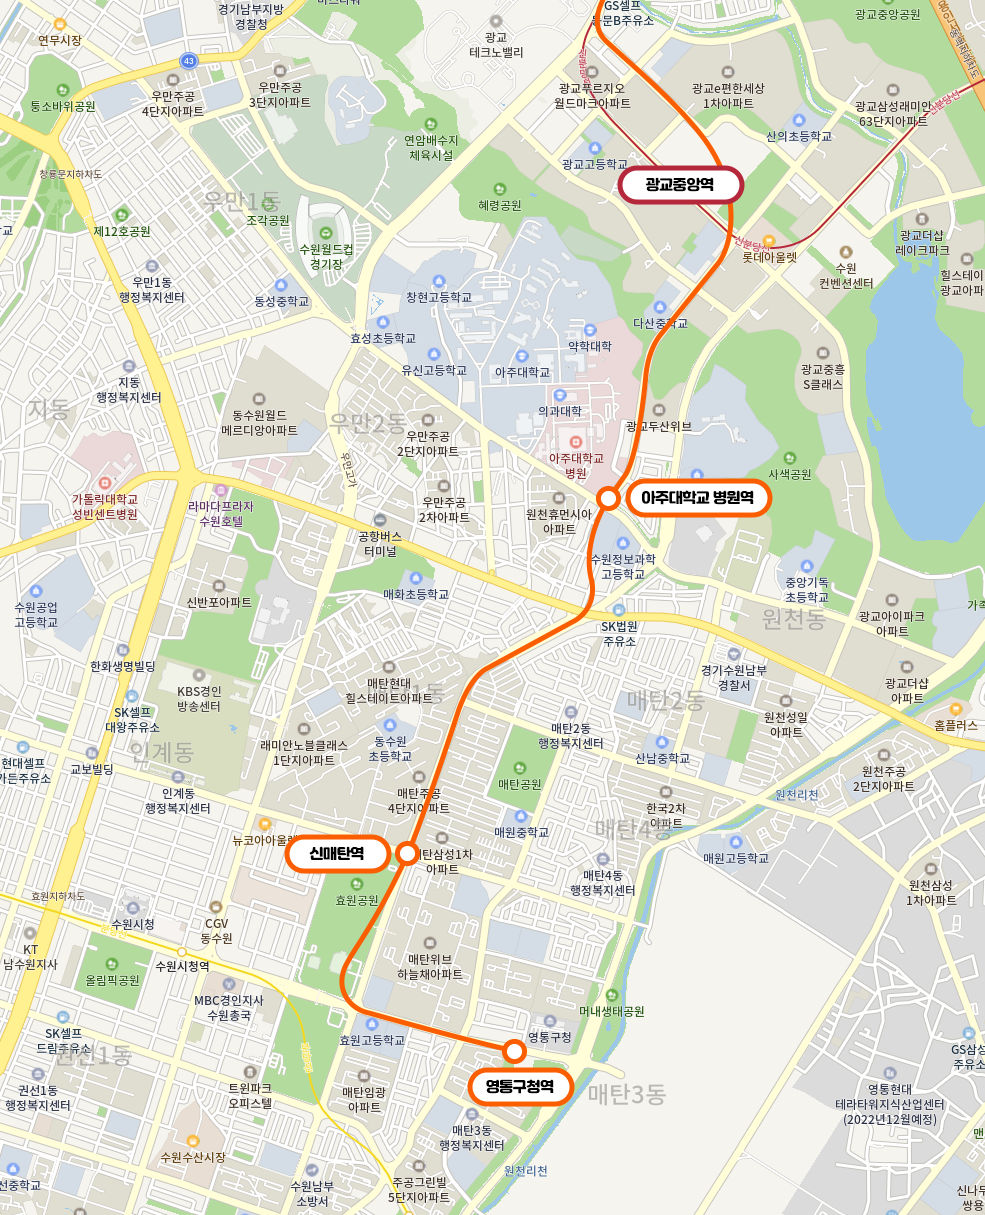 경기남부지방
경찰청
GS셀프
동문B주유소
광교중앙공원
연무시장
광교
테크노밸리
43
통소바위공원
우만주공
4단지아파트
우만주공
3단지아파트
광교푸르지오
월드마크아파트
광교e편한세상
1차아파트
광교삼성래미안
63단지아파트
신분당선
연암배수지
체육시설
산의초등학교
광교고등학교
창룡문지하차도
광교중앙역
우만1동
혜령공원
조각공원
제12호공원
수원월드컵
경기장
신분당선
롯데아울렛
광교더샵
레이크파크
수원
컨벤션센터
힐스테이
광교아파
우만1동
행정복지센터
동성중학교
창현고등학교
다산중학교
효성초등학교
약학대학
유신고등학교
아주대학교
광교중흥
S클래스
지동
행정복지센터
지동
동수원월드
메르디앙아파트
우만2동
우만주공
2단지아파트
의과대학
광교두산위브
아주대학교
병원
우만고가
사색공원
가톨릭대학교
성빈센트병원
라마다프라자
수원호텔
우만주공
2차아파트
원천휴먼시아
아파트
아주대학교 병원역
공항버스
터미널
수원정보과학
고등학교
중앙기독
초등학교
매화초등학교
신반포아파트
수원공업
고등학교
SK법원
주유소
원천동
광교아이파크
아파트
가족
한화생명빌딩
KBS경인
방송센터
매탄현대
힐스테이트아파트
경기수원남부
경찰서
광교더샵
아파트
매탄2동
SK셀프
대왕주유소
원천성일
아파트
홈플러스
인계동
래미안노블클래스
1단지아파트
동수원
초등학교
매탄2동
행정복지센터
산남중학교
현대셀프
가든주유소
교보빌딩
인계동
행정복지센터
매탄주공
4단지아파트
매탄공원
원천주공
2단지아파트
원천리천
한국2차
아파트
매탄4동
뉴코아아울렛
매원중학교
신매탄역
매탄삼성1차
아파트
매원고등학교
매탄4동
행정복지센터
효원공원
원천삼성
1차아파트
효원지하차도
수원시청
CGV
동수원
KT
남수원지사
수원시청역
올림픽공원
매탄위브
하늘채아파트
MBC경인지사
수원총국
머내생태공원
SK셀프
드림주유소
권선1동
효원고등학교
영통구청
GS삼성
주유소
영통구청역
매탄3동
권선1동
행정복지센터
트윈파크
오피스텔
매탄임광
아파트
영통현대
테라타워지식산업센터
(2022년12월예정)
매탄3동
행정복지센터
수원수산시장
원천리천
수원남부
소방서
주공그린빌
5단지아파트
선중학교
신나무
쌍용